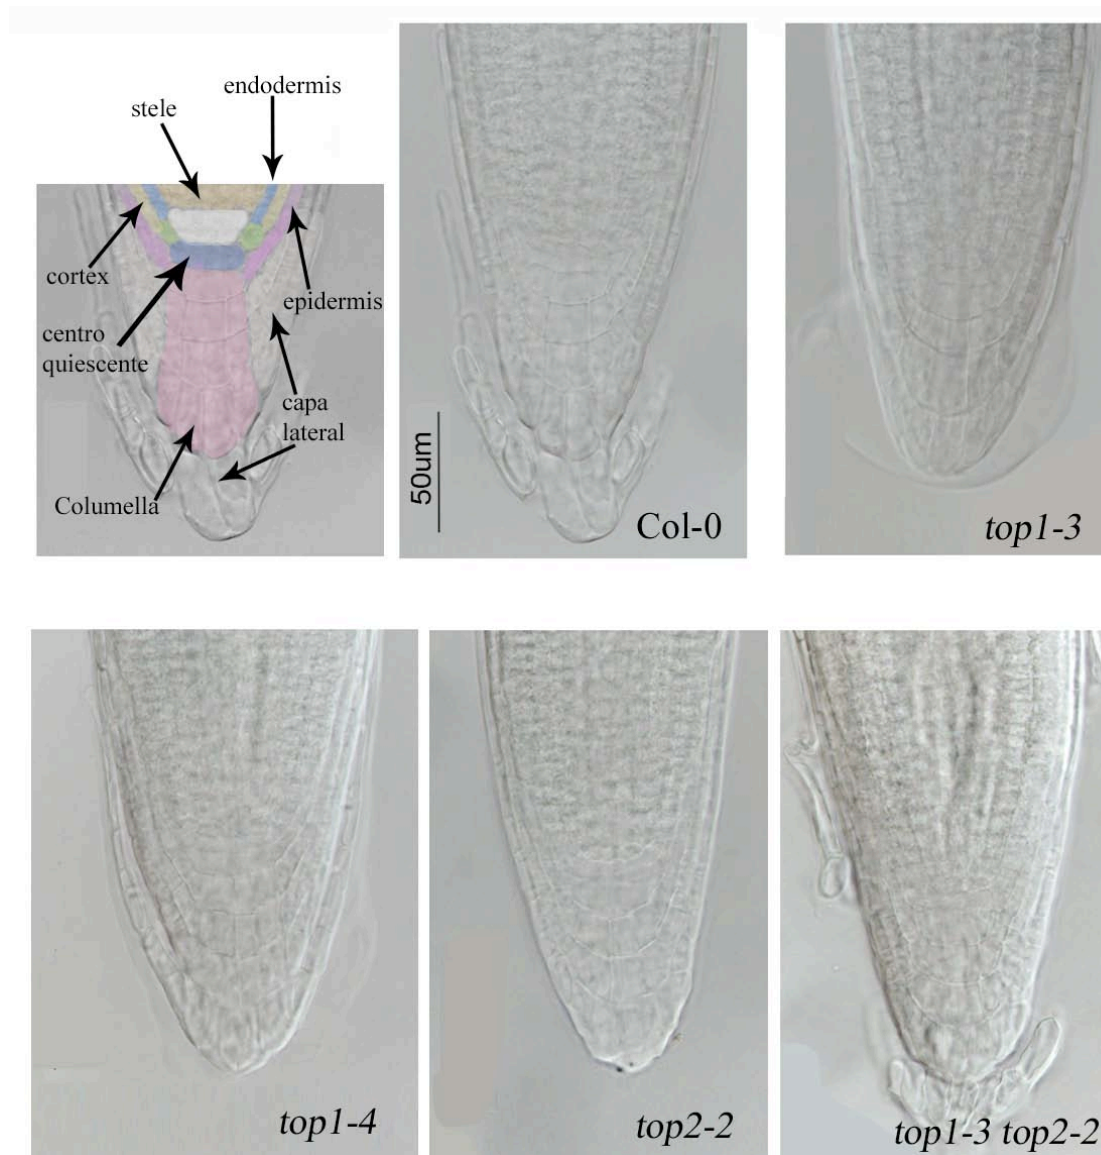 endodermis
stele
cortex
epidermis
centro
quiescente
capa
lateral
Columella
50um
Col-0
top1-3
top1-4
top2-2
top1-3 top2-2